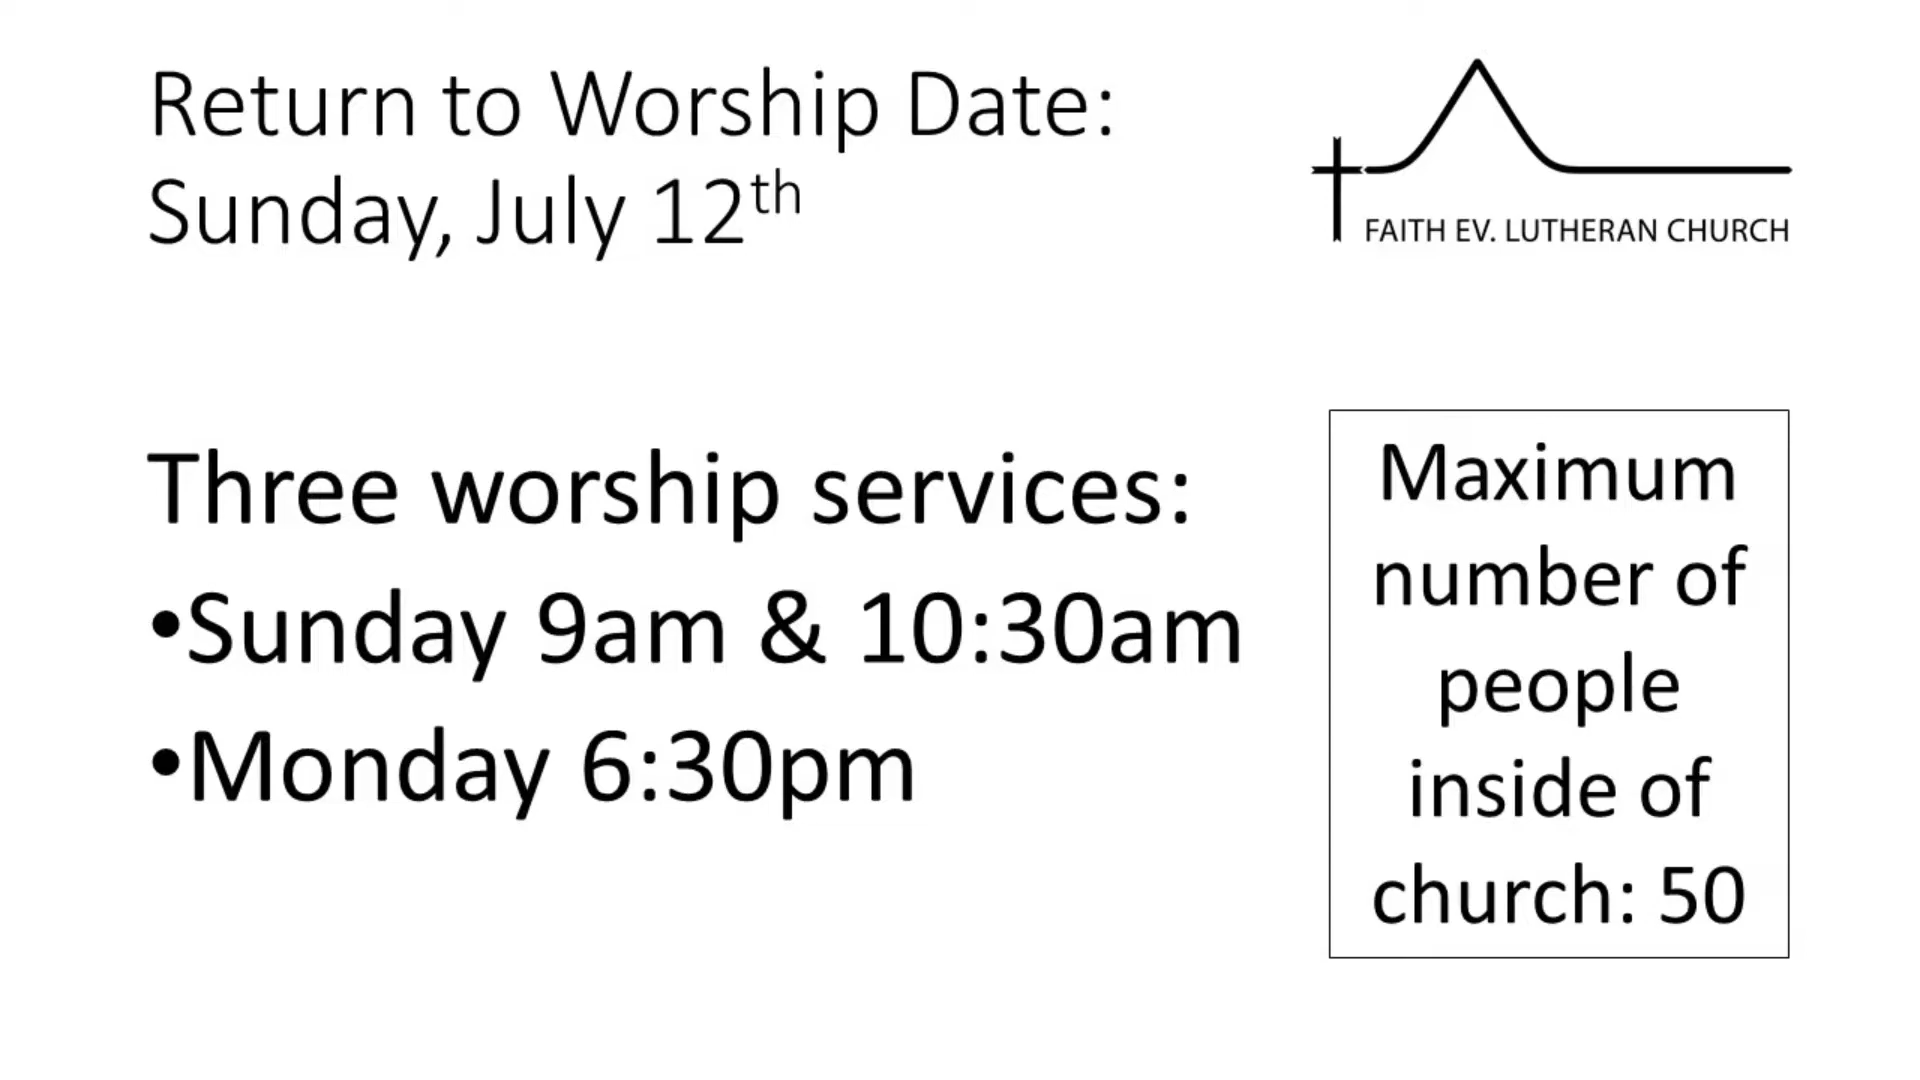 Return to Worship Date:
Sunday, July 12th
FAITH EV. LUTHERAN CHURCH
Three worship services:
•Sunday 9am & 10:30am
•Monday 6:30pm
Maximum
number of
people
inside of
church: 50